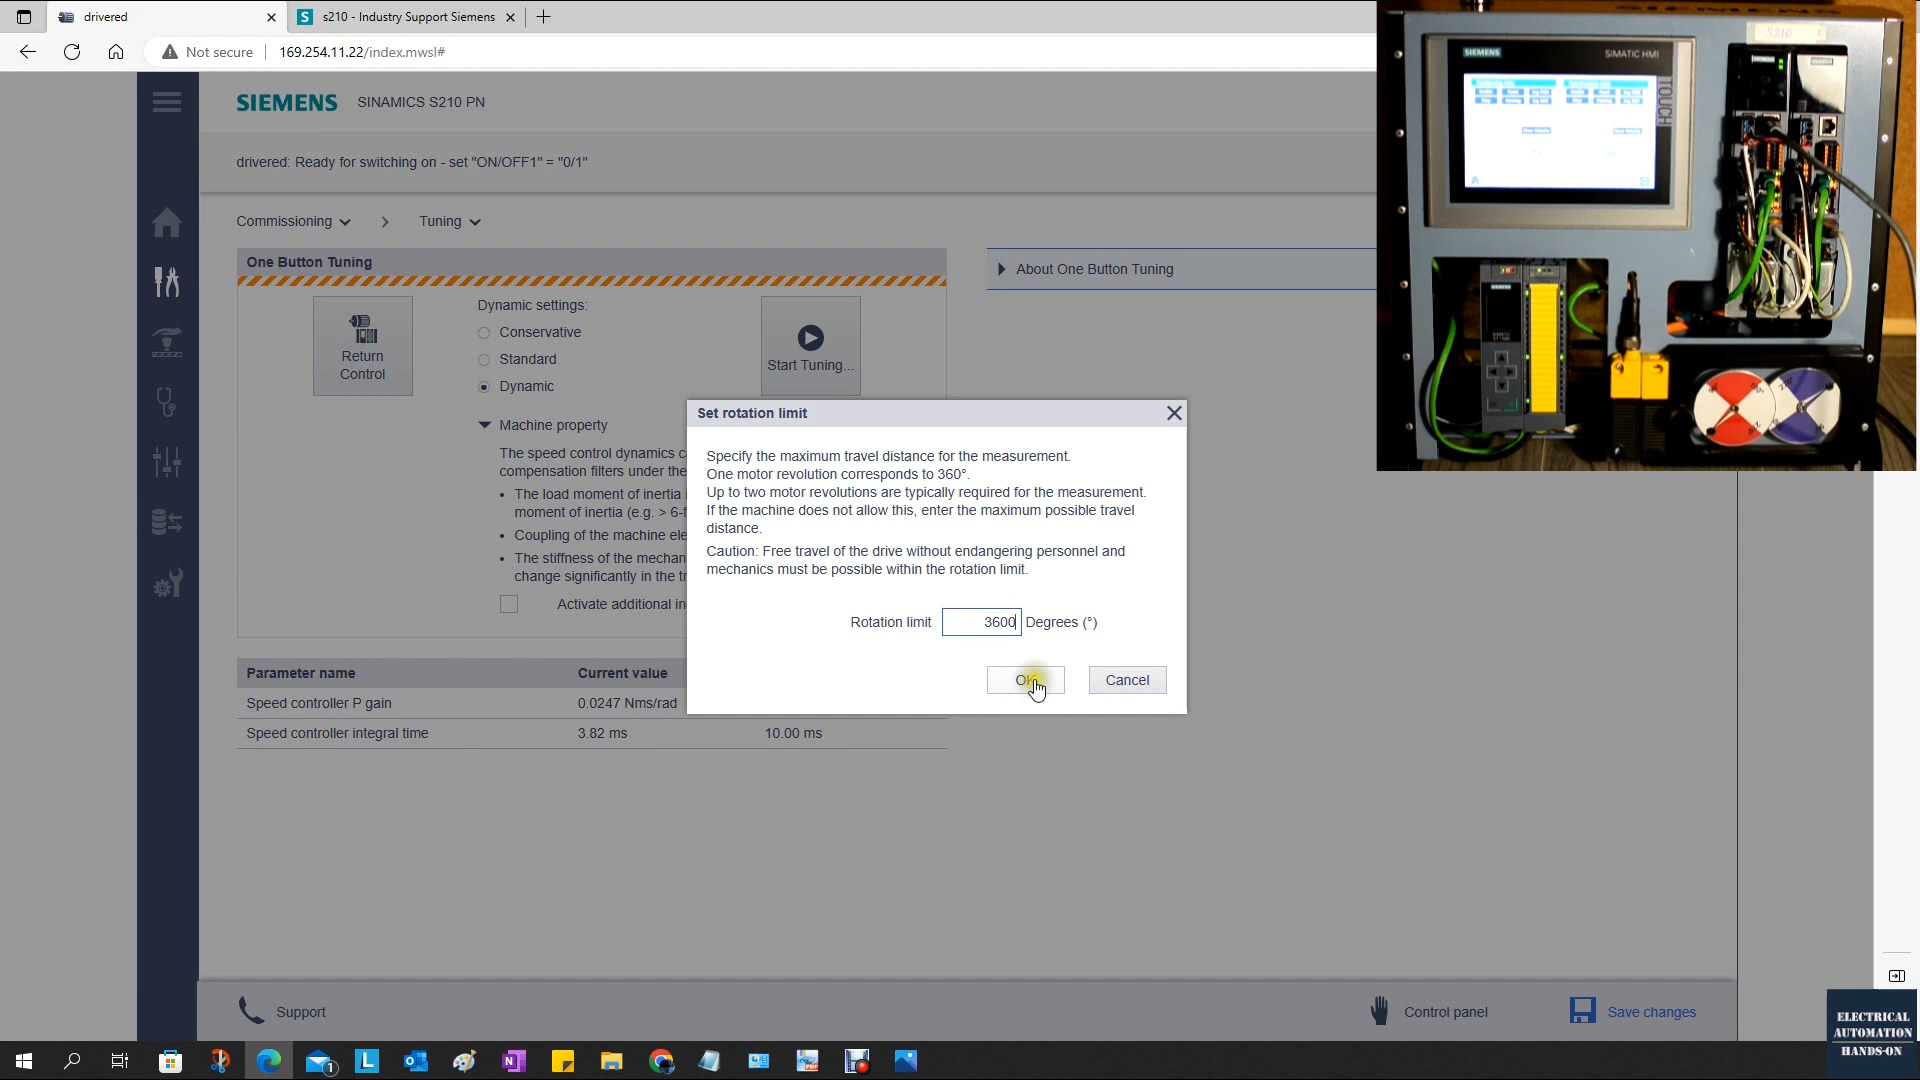 drivered
s210 - Industry Support Siemens
Not secure
169.254.11.22/index.mwsl#
SIEMENS
SINAMICS S210 PN
drivered: Ready for switching on - set "ON/OFF1" = "0/1"
Commissioning
Tuning
One Button Tuning
Return
Control
Dynamic settings:
Conservative
Standard
Dynamic
Start Tuning...
About One Button Tuning
Machine property
The speed control dynamics
compensation filters under the
The load moment of inertia
moment of inertia (e.g. > 6-
Coupling of the machine
The stiffness of the
change significantly in the
Activate additional
Set rotation limit
Specify the maximum travel distance for the measurement.
One motor revolution corresponds to 360°.
Up to two motor revolutions are typically required for the measurement.
If the machine does not allow this, enter the maximum possible travel
distance.
Caution: Free travel of the drive without endangering personnel and
mechanics must be possible within the rotation limit.
Rotation limit 3600 Degrees (°)
OK
Cancel
Parameter name
Current value
Speed controller P gain
0.0247 Nms/rad
Speed controller integral time
3.82 ms
10.00 ms
Support
Control panel
Save changes
SIEMENS
SIMATIC HMI
TOUCH
S210
ELECTRICAL
AUTOMATION
HANDS-ON